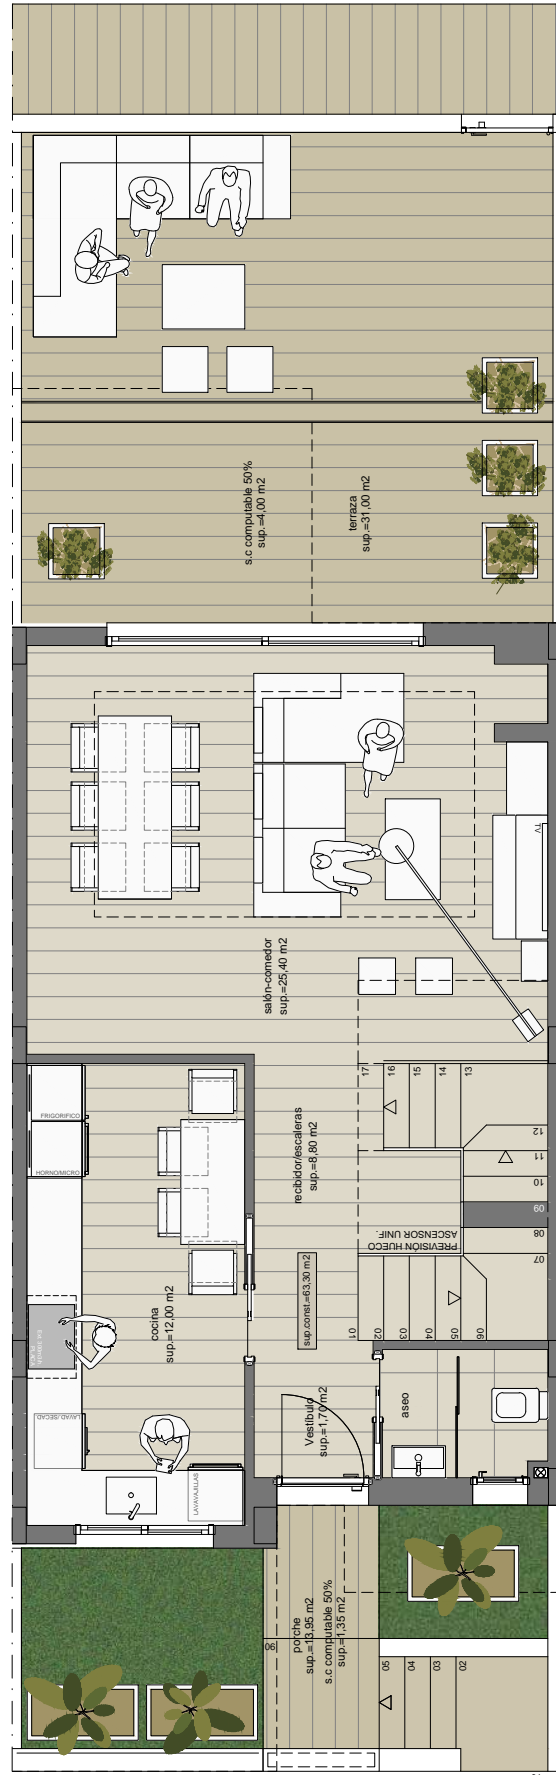 s.c computable 50%
sup.=4,00 m2
terraza
sup.=31,00 m2
TV
salón-comedor
sup.=25,40 m2
17
16
15
14
13
12
11
10
09
08
07
FRIGORIFICO
HORNO/MICRO
recibidor/escaleras
sup.=8,80 m2
PREVISIÓN HUECO
ASCENSOR UNIF.
sup.const.=63,30 m2
01
02
03
04
05
06
cocina
sup.=12,00 m2
LAVAD./SECAD.
LAVAVAJILLAS
Vestíbulo
sup.=1,70 m2
aseo
porche
sup.=13,95 m2
s.c computable 50%
sup.=1,35 m2
06
05
04
03
02